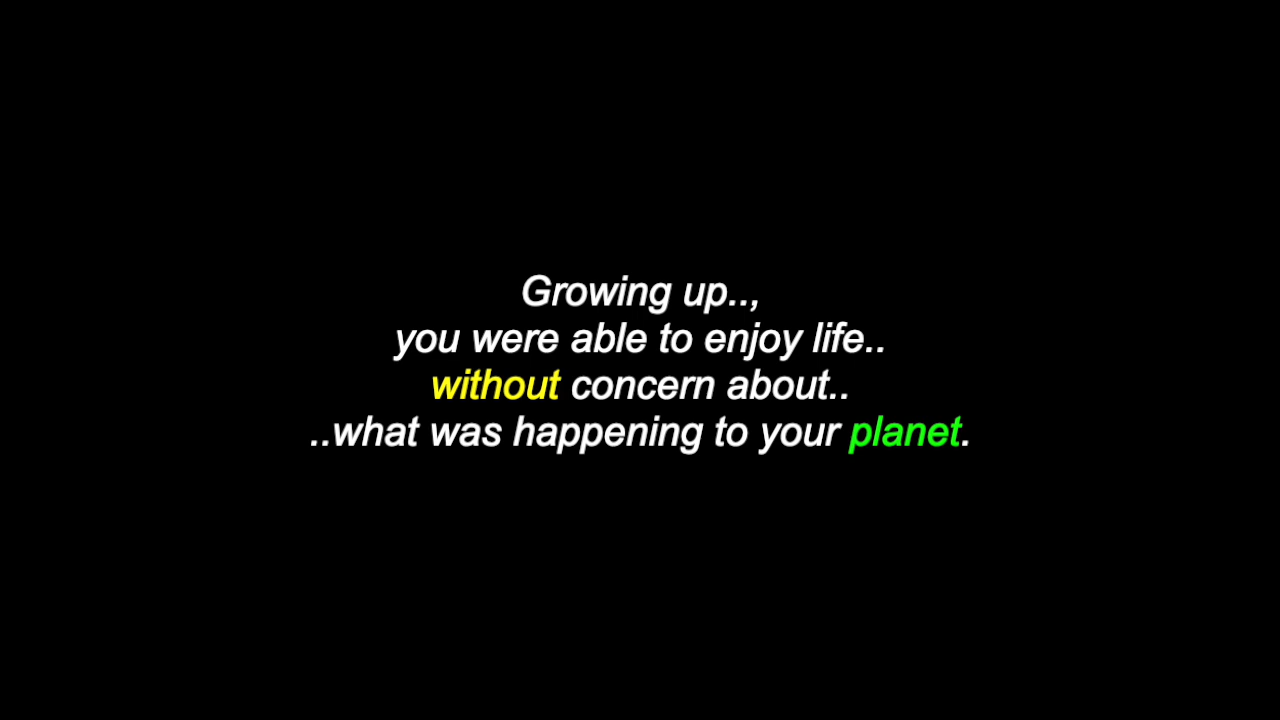 Growing up..,
you were able to enjoy life..
without concern about..
..what was happening to your planet.